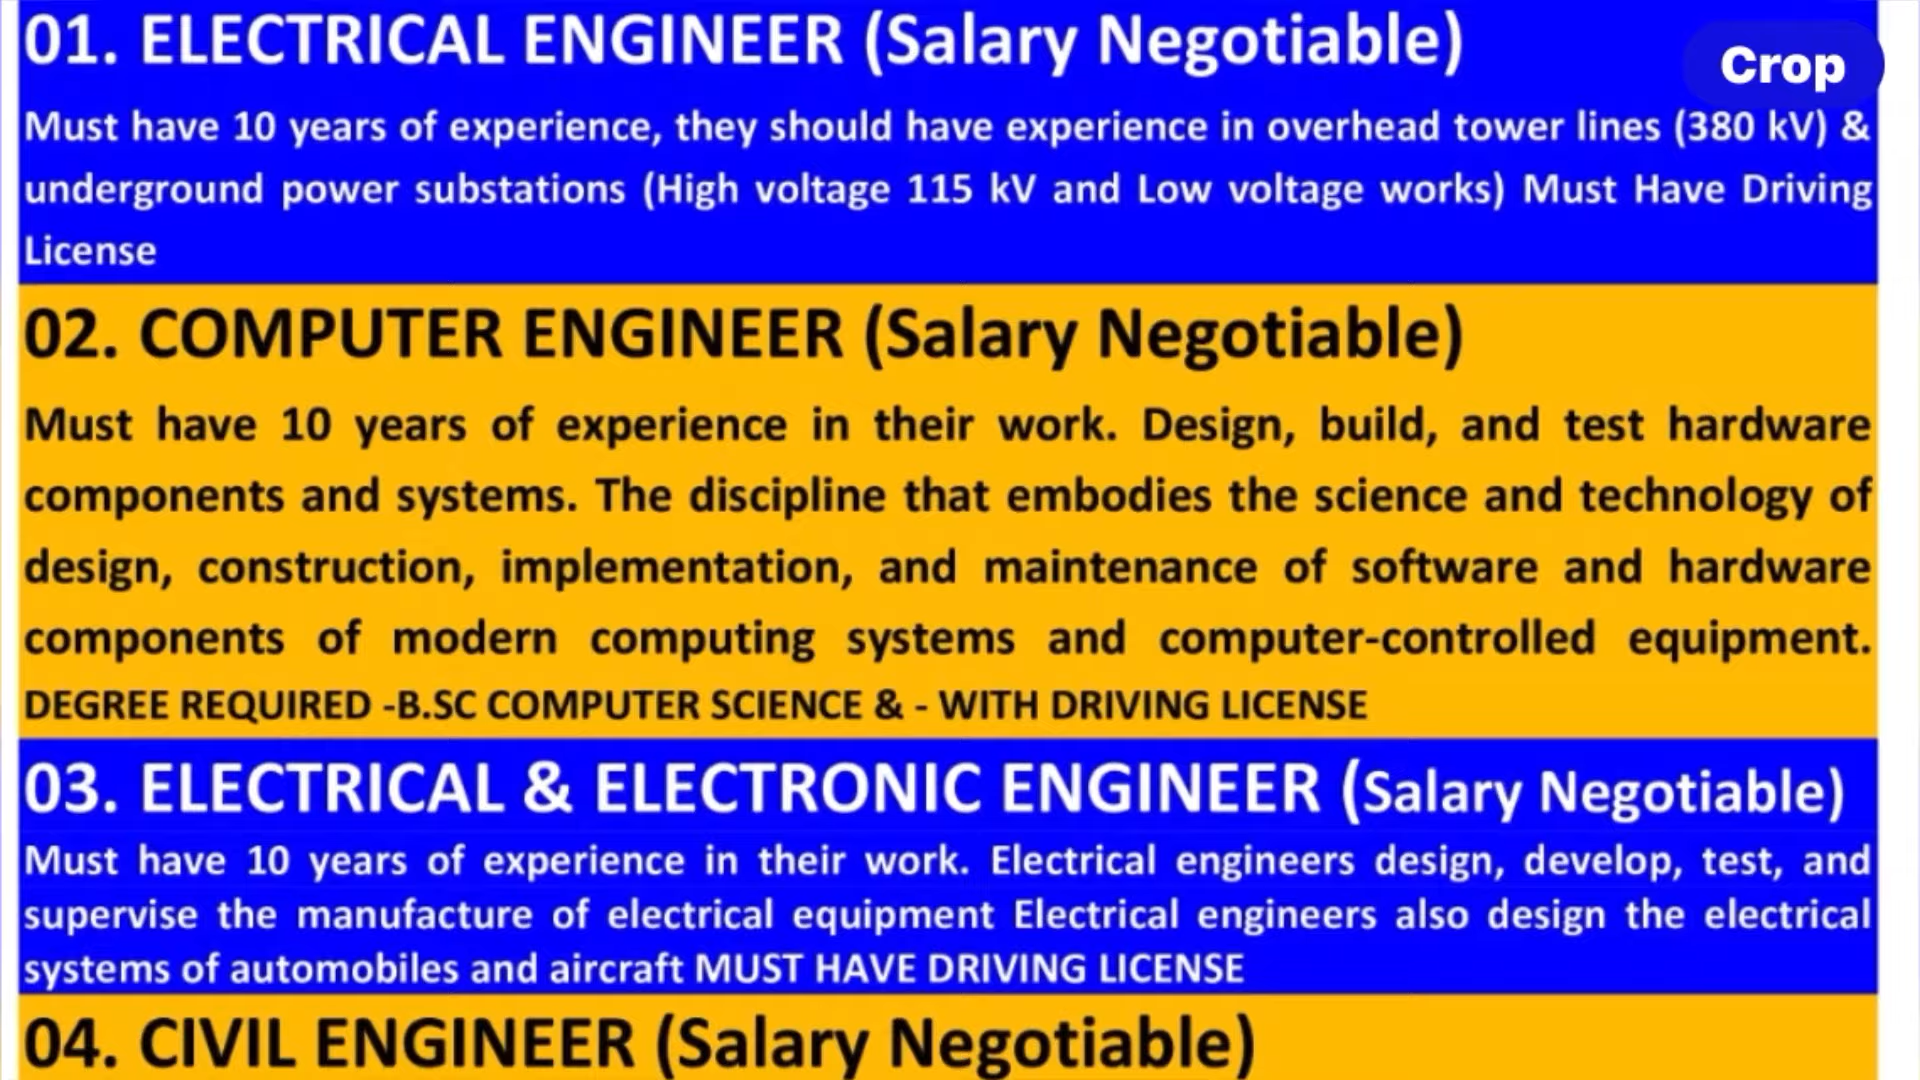 01. ELECTRICAL ENGINEER (Salary Negotiable)
Crop
Must have 10 years of experience, they should have experience in overhead tower lines (380 kV) &
underground power substations (High voltage 115 kV and Low voltage works) Must Have Driving
License
02. COMPUTER ENGINEER (Salary Negotiable)
Must have 10 years of experience in their work. Design, build, and test hardware
components and systems. The discipline that embodies the science and technology of
design, construction, implementation, and maintenance of software and hardware
components of modern computing systems and computer-controlled equipment.
DEGREE REQUIRED -B.SC COMPUTER SCIENCE & - WITH DRIVING LICENSE
03. ELECTRICAL & ELECTRONIC ENGINEER (Salary Negotiable)
Must have 10 years of experience in their work. Electrical engineers design, develop, test, and
supervise the manufacture of electrical equipment Electrical engineers also design the electrical
systems of automobiles and aircraft MUST HAVE DRIVING LICENSE
04. CIVIL ENGINEER (Salary Negotiable)